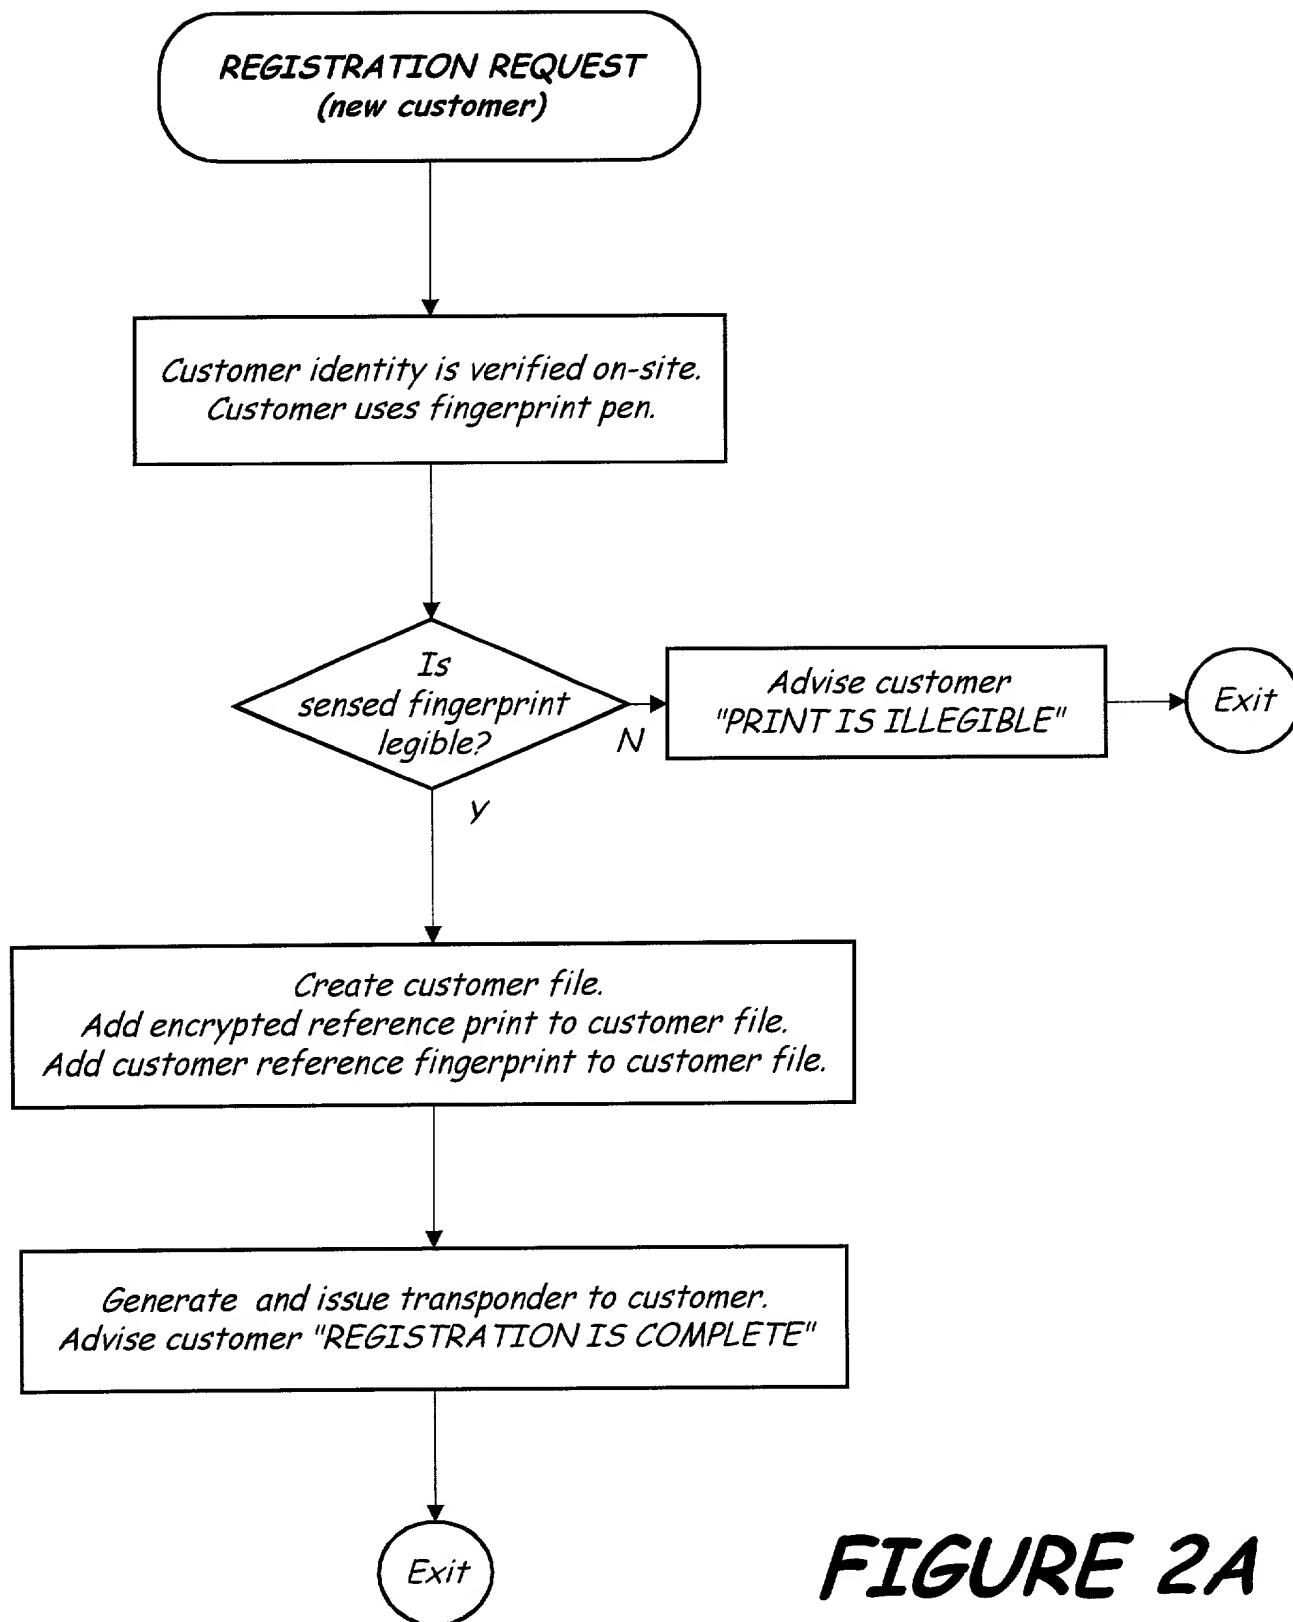 REGISTRATION REQUEST
(new customer)
Customer identity is verified on-site.
Customer uses fingerprint pen.
Is
sensed fingerprint
legible?
N
Advise customer
"PRINT IS ILLEGIBLE"
Exit
Y
Create customer file.
Add encrypted reference print to customer file.
Add customer reference fingerprint to customer file.
Generate and issue transponder to customer.
Advise customer "REGISTRATION IS COMPLETE"
Exit
FIGURE 2A